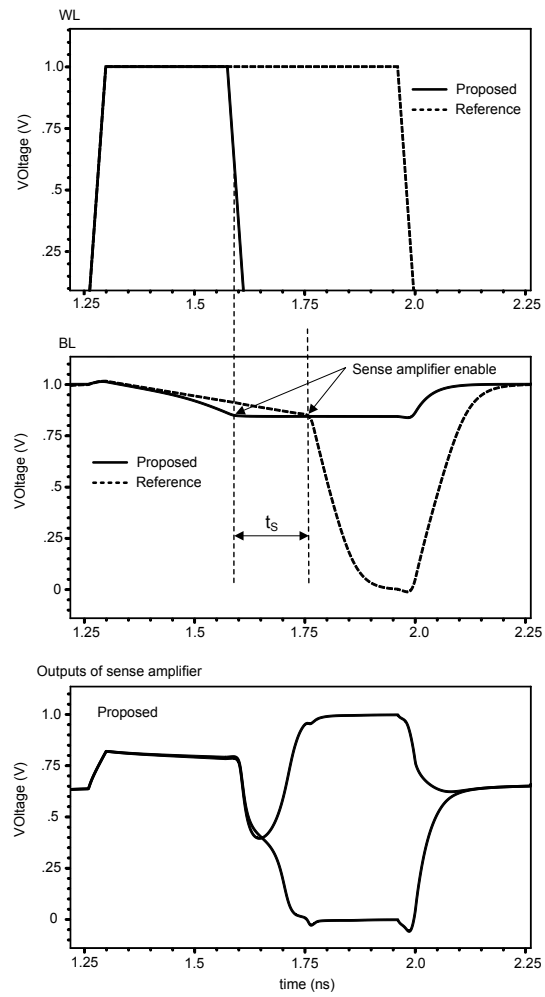 WL
1.0
.75
.5
.25
VOltage (V)
Proposed
Reference
1.25
1.5
1.75
2.0
2.25
BL
1.0
0.75
.5
.25
0
VOltage (V)
Sense amplifier enable
Proposed
Reference
tS
1.25
1.5
1.75
2.0
2.25
Outputs of sense amplifier
Proposed
1.0
.75
.5
.25
0
VOltage (V)
1.25
1.5
1.75
2.0
2.25
time (ns)